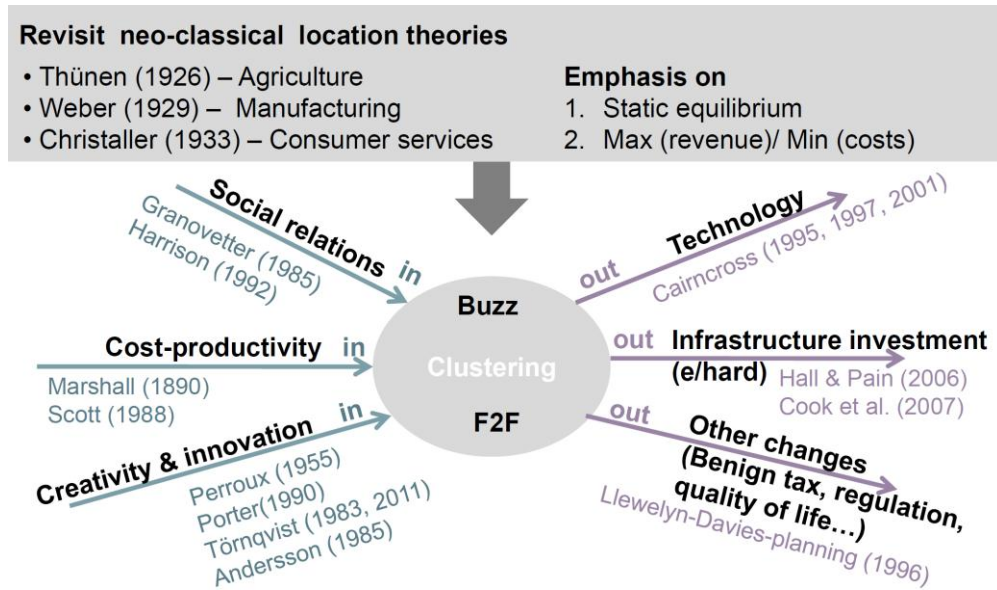 Revisit neo-classical location theories
• Thünen (1926) – Agriculture
• Weber (1929) – Manufacturing
• Christaller (1933) – Consumer services
Emphasis on
1. Static equilibrium
2. Max (revenue)/ Min (costs)
Social relations
in
Granovetter (1985)
Harrison (1992)
Cost-productivity
in
Marshall (1890)
Scott (1988)
Creativity & innovation
in
Perroux (1955)
Porter(1990)
Törnqvist (1983, 2011)
Andersson (1985)
Buzz
Clustering
F2F
Technology
out
Cairncross (1995, 1997, 2001)
out
Infrastructure investment
(e/hard)
Hall & Pain (2006)
Cook et al. (2007)
out
Other changes
(Benign tax, regulation,
quality of life…)
Llewelyn-Davies-planning (1996)